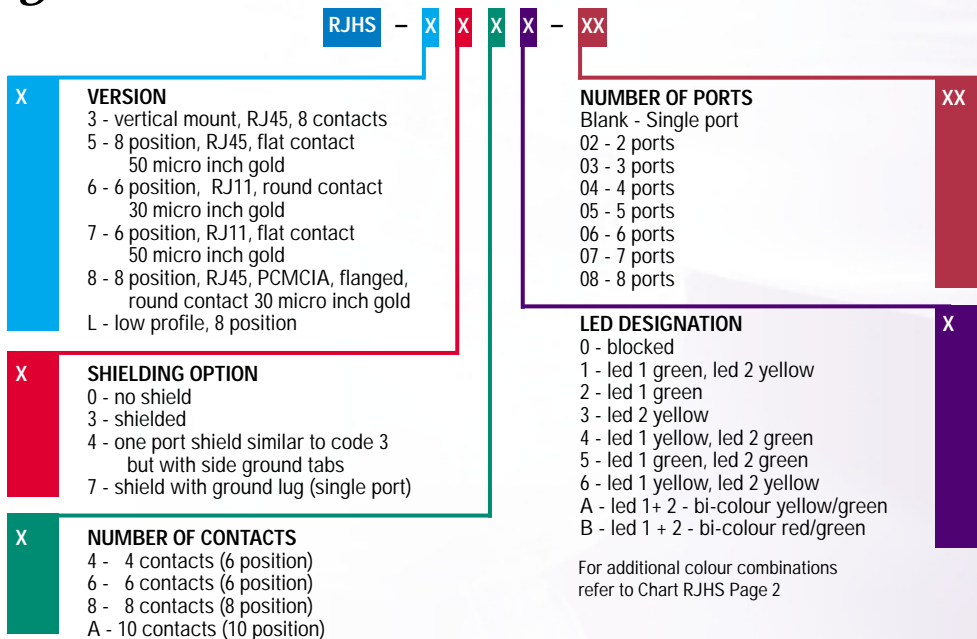 RJHS – X X X X – XX
X
VERSION
3 - vertical mount, RJ45, 8 contacts
5 - 8 position, RJ45, flat contact
50 micro inch gold
6 - 6 position, RJ11, round contact
30 micro inch gold
7 - 6 position, RJ11, flat contact
50 micro inch gold
8 - 8 position, RJ45, PCMCIA, flanged,
round contact 30 micro inch gold
L - low profile, 8 position
X
SHIELDING OPTION
0 - no shield
3 - shielded
4 - one port shield similar to code 3
but with side ground tabs
7 - shield with ground lug (single port)
X
NUMBER OF CONTACTS
4 - 4 contacts (6 position)
6 - 6 contacts (6 position)
8 - 8 contacts (8 position)
A - 10 contacts (10 position)
NUMBER OF PORTS
XX
Blank - Single port
02 - 2 ports
03 - 3 ports
04 - 4 ports
05 - 5 ports
06 - 6 ports
07 - 7 ports
08 - 8 ports
LED DESIGNATION
X
0 - blocked
1 - led 1 green, led 2 yellow
2 - led 1 green
3 - led 2 yellow
4 - led 1 yellow, led 2 green
5 - led 1 green, led 2 green
6 - led 1 yellow, led 2 yellow
A - led 1+ 2 - bi-colour yellow/green
B - led 1 + 2 - bi-colour red/green
For additional colour combinations
refer to Chart RJHS Page 2